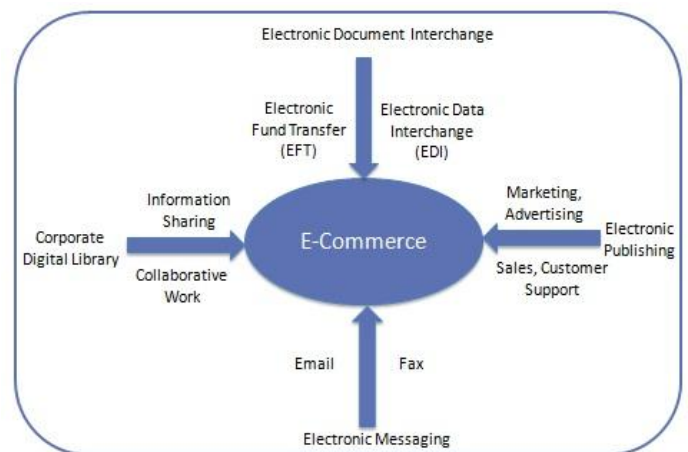 Electronic Document Interchange
Electronic
Fund Transfer
(EFT)
Electronic Data
Interchange
(EDI)
Information
Sharing
Corporate
Digital Library
Collaborative
Work
E-Commerce
Marketing,
Advertising
Electronic
Publishing
Sales, Customer
Support
Email
Fax
Electronic Messaging